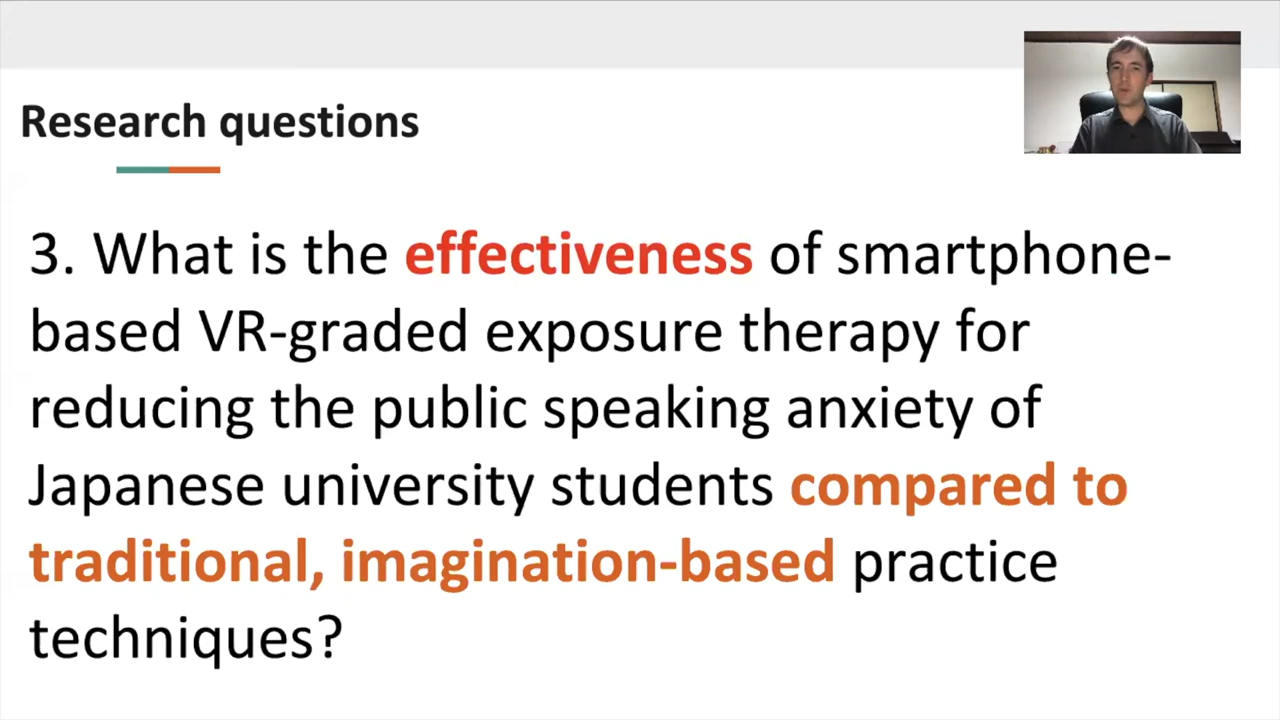 Research questions
3. What is the effectiveness of smartphone-
based VR-graded exposure therapy for
reducing the public speaking anxiety of
Japanese university students compared to
traditional, imagination-based practice
techniques?